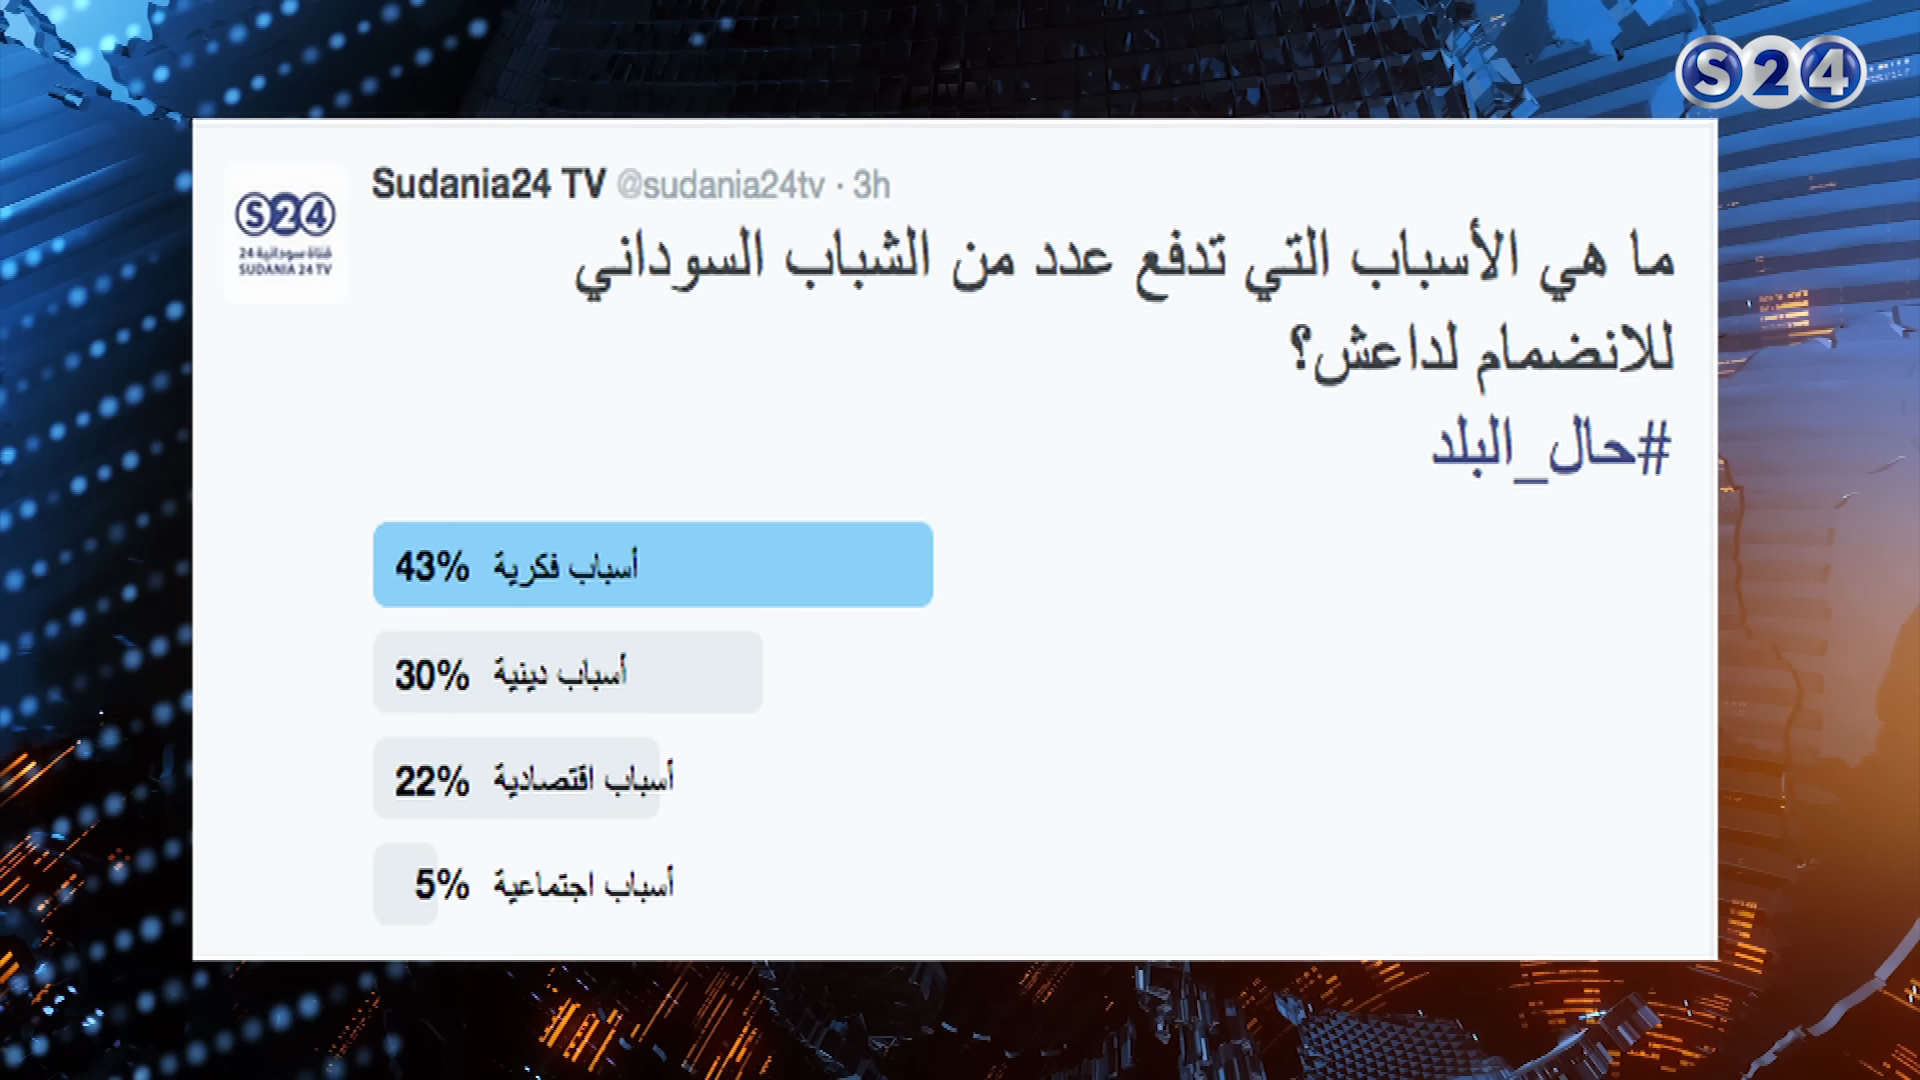 S24
Sudania24 TV @sudania24tv · 3h
S24
قناة سودانية 24
SUDANIA 24 TV
ما هي الأسباب التي تدفع عدد من الشباب السوداني
للانضمام لداعش؟
#حال_البلد
43% أسباب فكرية
30% أسباب دينية
22% أسباب اقتصادية
5% أسباب اجتماعية